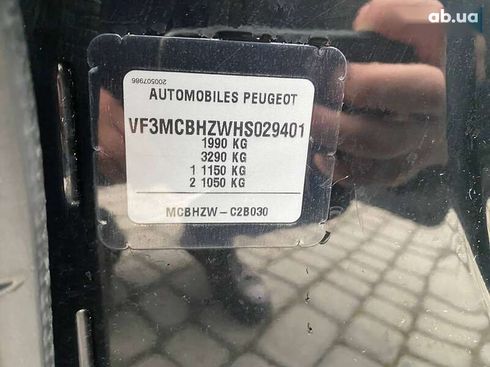 ab.ua
200507986
AUTOMOBILES PEUGEOT
VF3MCBHZWHS029401
1990 KG
3290 KG
1 1150 KG
2 1050 KG
MCBHZW-C2B030